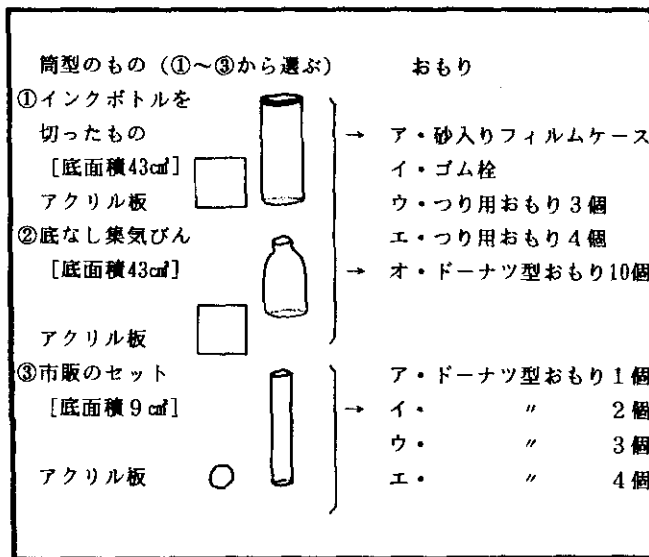 筒型のもの(①~③から選ぶ) おもり
①インクボトルを
切ったもの → ア・砂入りフィルムケース
[底面積43c㎡] イ・ゴム栓
アクリル板 ウ・つり用おもり3個
②底なし集気びん エ・つり用おもり4個
[底面積43c㎡] → オ・ドーナツ型おもり10個
アクリル板
③市販のセット ア・ドーナツ型おもり1個
[底面積9c㎡] → イ・ 〃 2個
ウ・ 〃 3個
アクリル板 エ・ 〃 4個